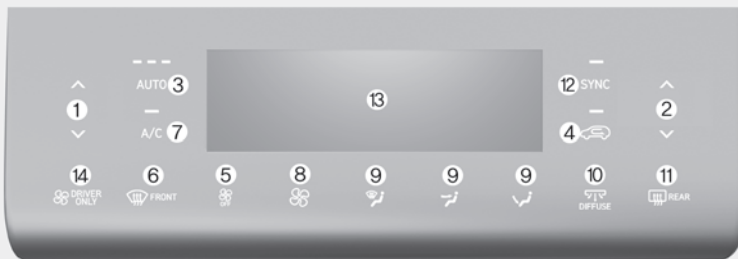 AUTO ③ ⑫ SYNC
① ⑬ ②
A/C ⑦ ④
⑭ ⑥ ⑤ ⑧ ⑨ ⑨ ⑨ ⑩ ⑪
DRIVER ONLY
FRONT
OFF
DIFFUSE
REAR